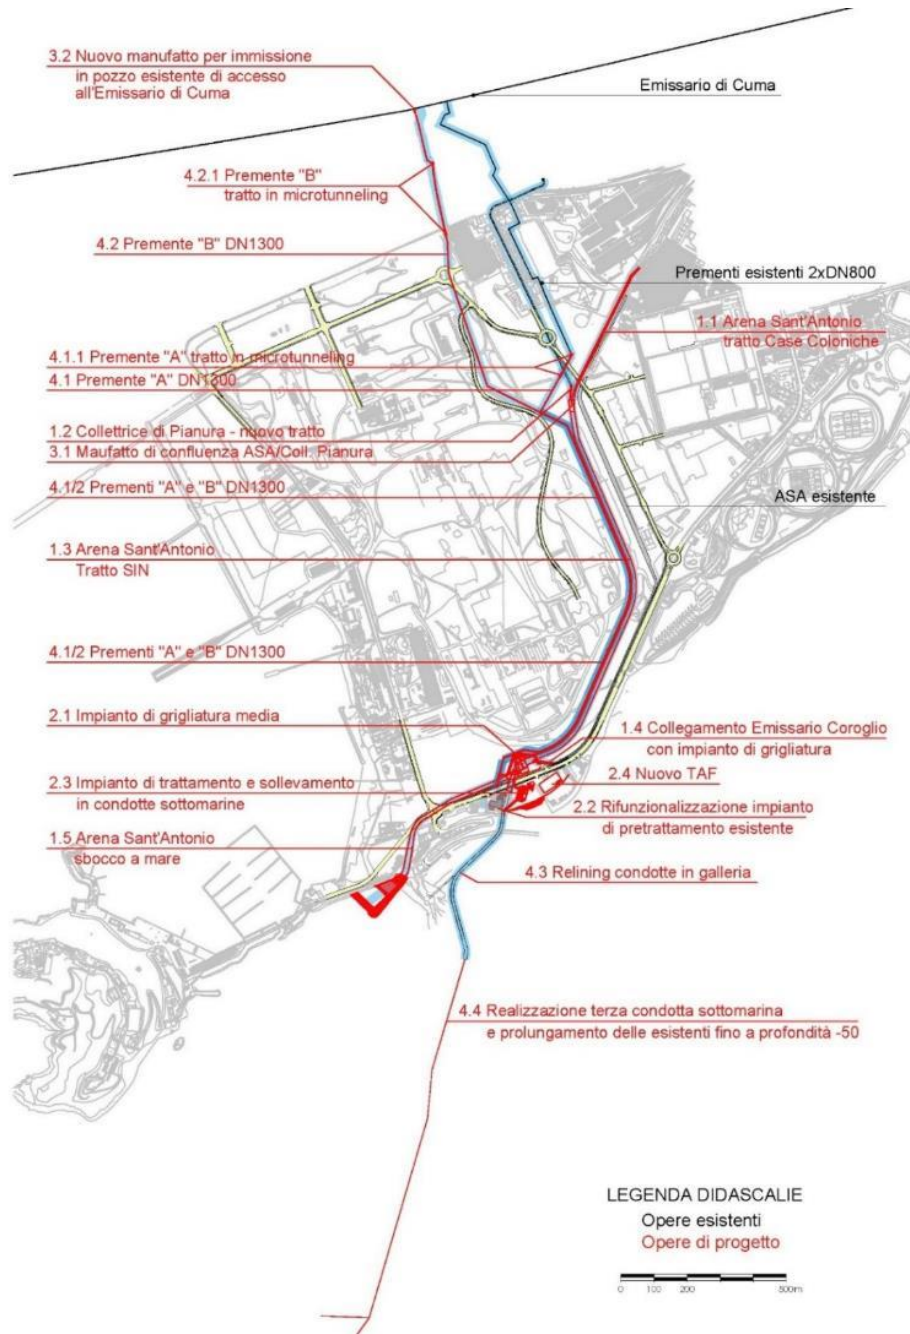 3.2 Nuovo manufatto per immissione
in pozzo esistente di accesso
all'Emissario di Cuma
Emissario di Cuma
4.2.1 Premente "B"
tratto in microtunneling
4.2 Premente "B" DN1300
Prementi esistenti 2xDN800
1.1 Arena Sant'Antonio
tratto Case Coloniche
4.1.1 Premente "A" tratto in microtunneling
4.1 Premente "A" DN1300
1.2 Collettrice di Pianura - nuovo tratto
3.1 Maufatto di confluenza ASA/Coll. Pianura
4.1/2 Prementi "A" e "B" DN1300
ASA esistente
1.3 Arena Sant'Antonio
Tratto SIN
4.1/2 Prementi "A" e "B" DN1300
2.1 Impianto di grigliatura media
1.4 Collegamento Emissario Coroglio
con impianto di grigliatura
2.3 Impianto di trattamento e sollevamento
in condotte sottomarine
2.4 Nuovo TAF
2.2 Rifunzionalizzazione impianto
di pretrattamento esistente
1.5 Arena Sant'Antonio
sbocco a mare
4.3 Relining condotte in galleria
4.4 Realizzazione terza condotta sottomarina
e prolungamento delle esistenti fino a profondità -50
LEGENDA DIDASCALIE
Opere esistenti
Opere di progetto
0 100 200 500m